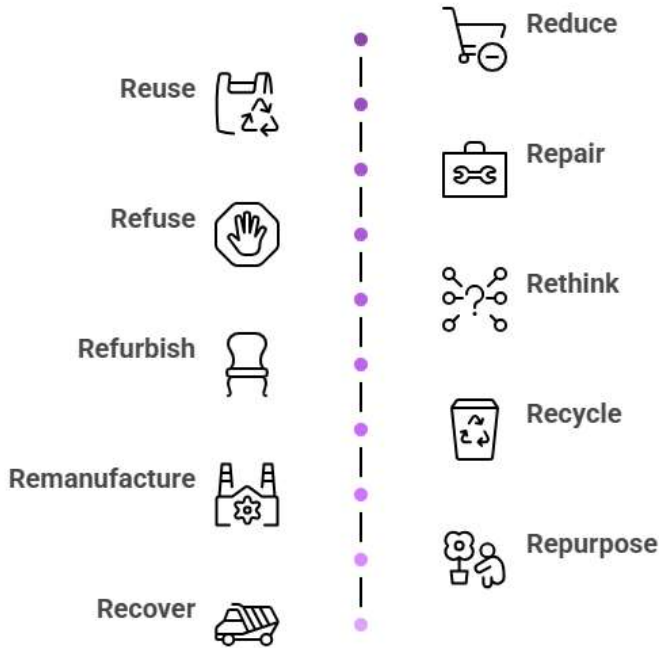 Reduce
Reuse
Repair
Refuse
Rethink
Refurbish
Recycle
Remanufacture
Repurpose
Recover